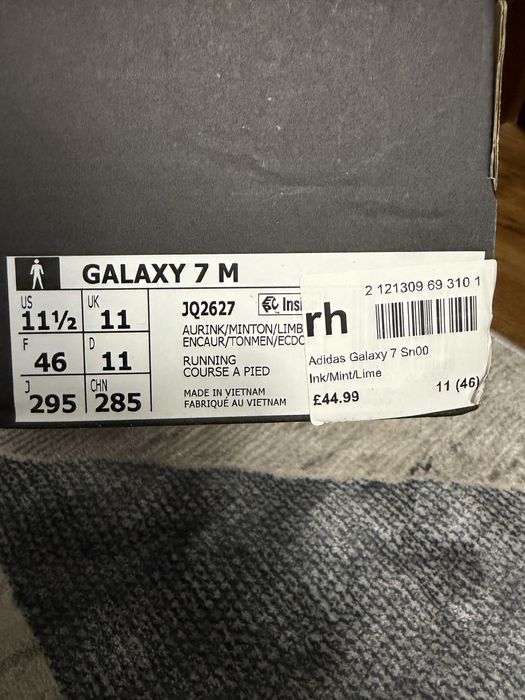 GALAXY 7 M
US
11½
UK
11
F
46
D
11
J
295
CHN
285
JQ2627
AURINK/MINTON/LIMB
ENCAUR/TONMEN/ECDC
RUNNING
COURSE A PIED
MADE IN VIETNAM
FABRIQUÉ AU VIETNAM
rh
2 121309 69 310 1
Adidas Galaxy 7 Sn00
Ink/Mint/Lime
£44.99
11 (46)